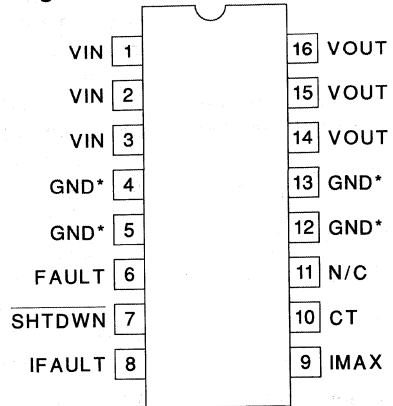 VIN 1 16 VOUT
VIN 2 15 VOUT
VIN 3 14 VOUT
GND* 4 13 GND*
GND* 5 12 GND*
FAULT 6 11 N/C
SHTDWN 7 10 CT
IFAULT 8 9 IMAX